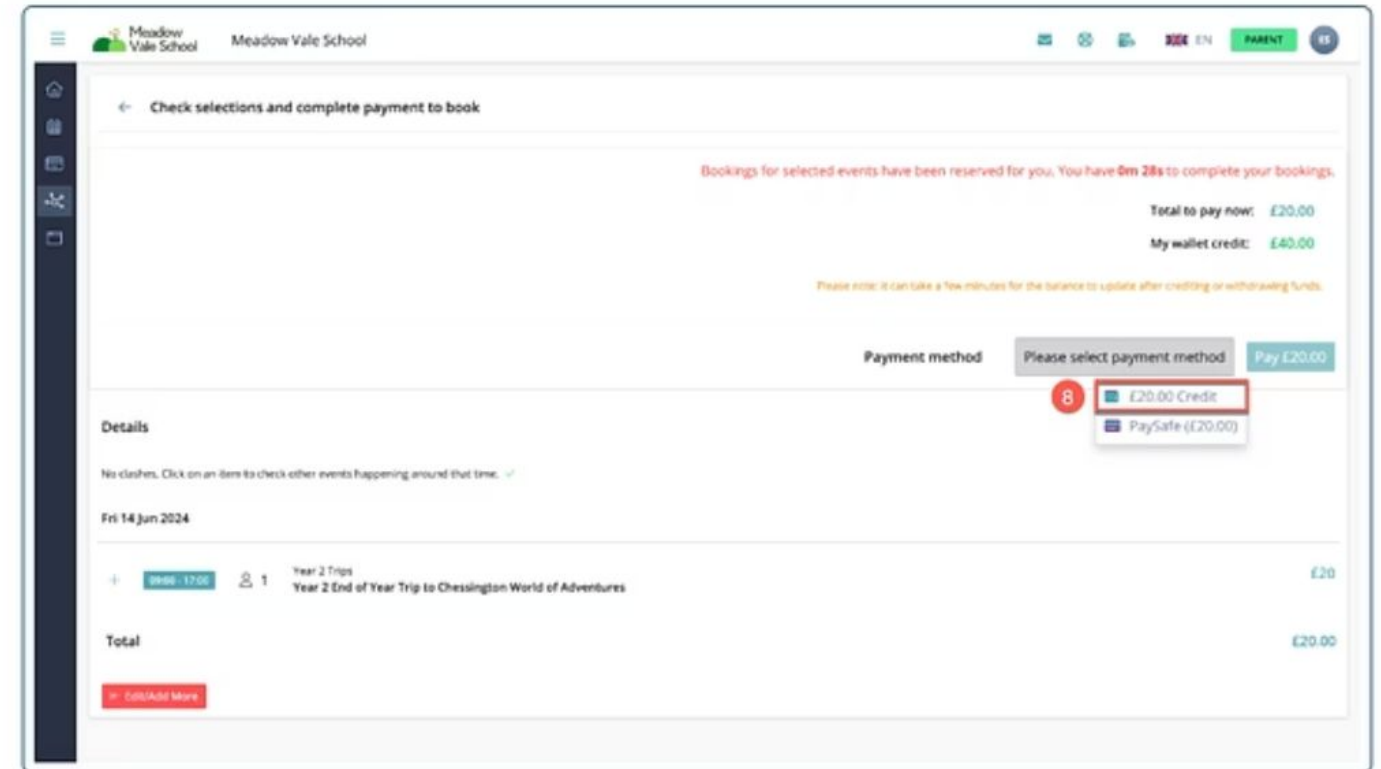 Meadow
Vale School
Meadow Vale School
EN
PARENT
ES
Check selections and complete payment to book
Bookings for selected events have been reserved for you. You have 0m 28s to complete your bookings.
Total to pay now: £20.00
My wallet credit: £40.00
Please note: it can take a few minutes for the balance to update after crediting or withdrawing funds.
Payment method Please select payment method Pay £20.00
8 £20.00 Credit
PaySafe (£20.00)
Details
No clashes. Click on an item to check other events happening around that time.
Fri 14 Jun 2024
09:00 - 17:00 1 Year 2 Trips £20
Year 2 End of Year Trip to Chessington World of Adventures
Total £20.00
Edit/Add More